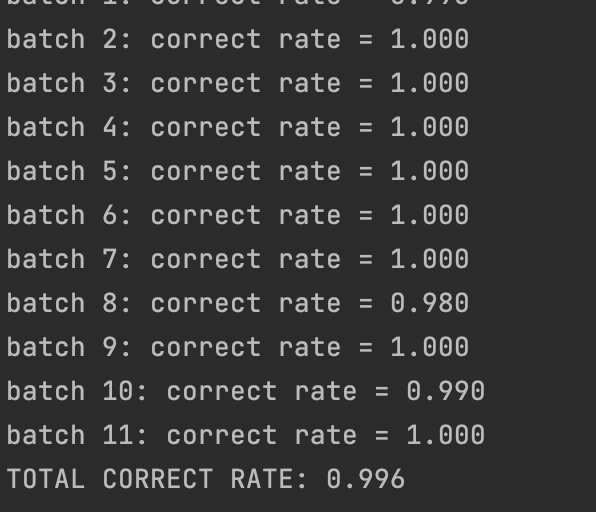 batch 1: correct rate = 0.990
batch 2: correct rate = 1.000
batch 3: correct rate = 1.000
batch 4: correct rate = 1.000
batch 5: correct rate = 1.000
batch 6: correct rate = 1.000
batch 7: correct rate = 1.000
batch 8: correct rate = 0.980
batch 9: correct rate = 1.000
batch 10: correct rate = 0.990
batch 11: correct rate = 1.000
TOTAL CORRECT RATE: 0.996